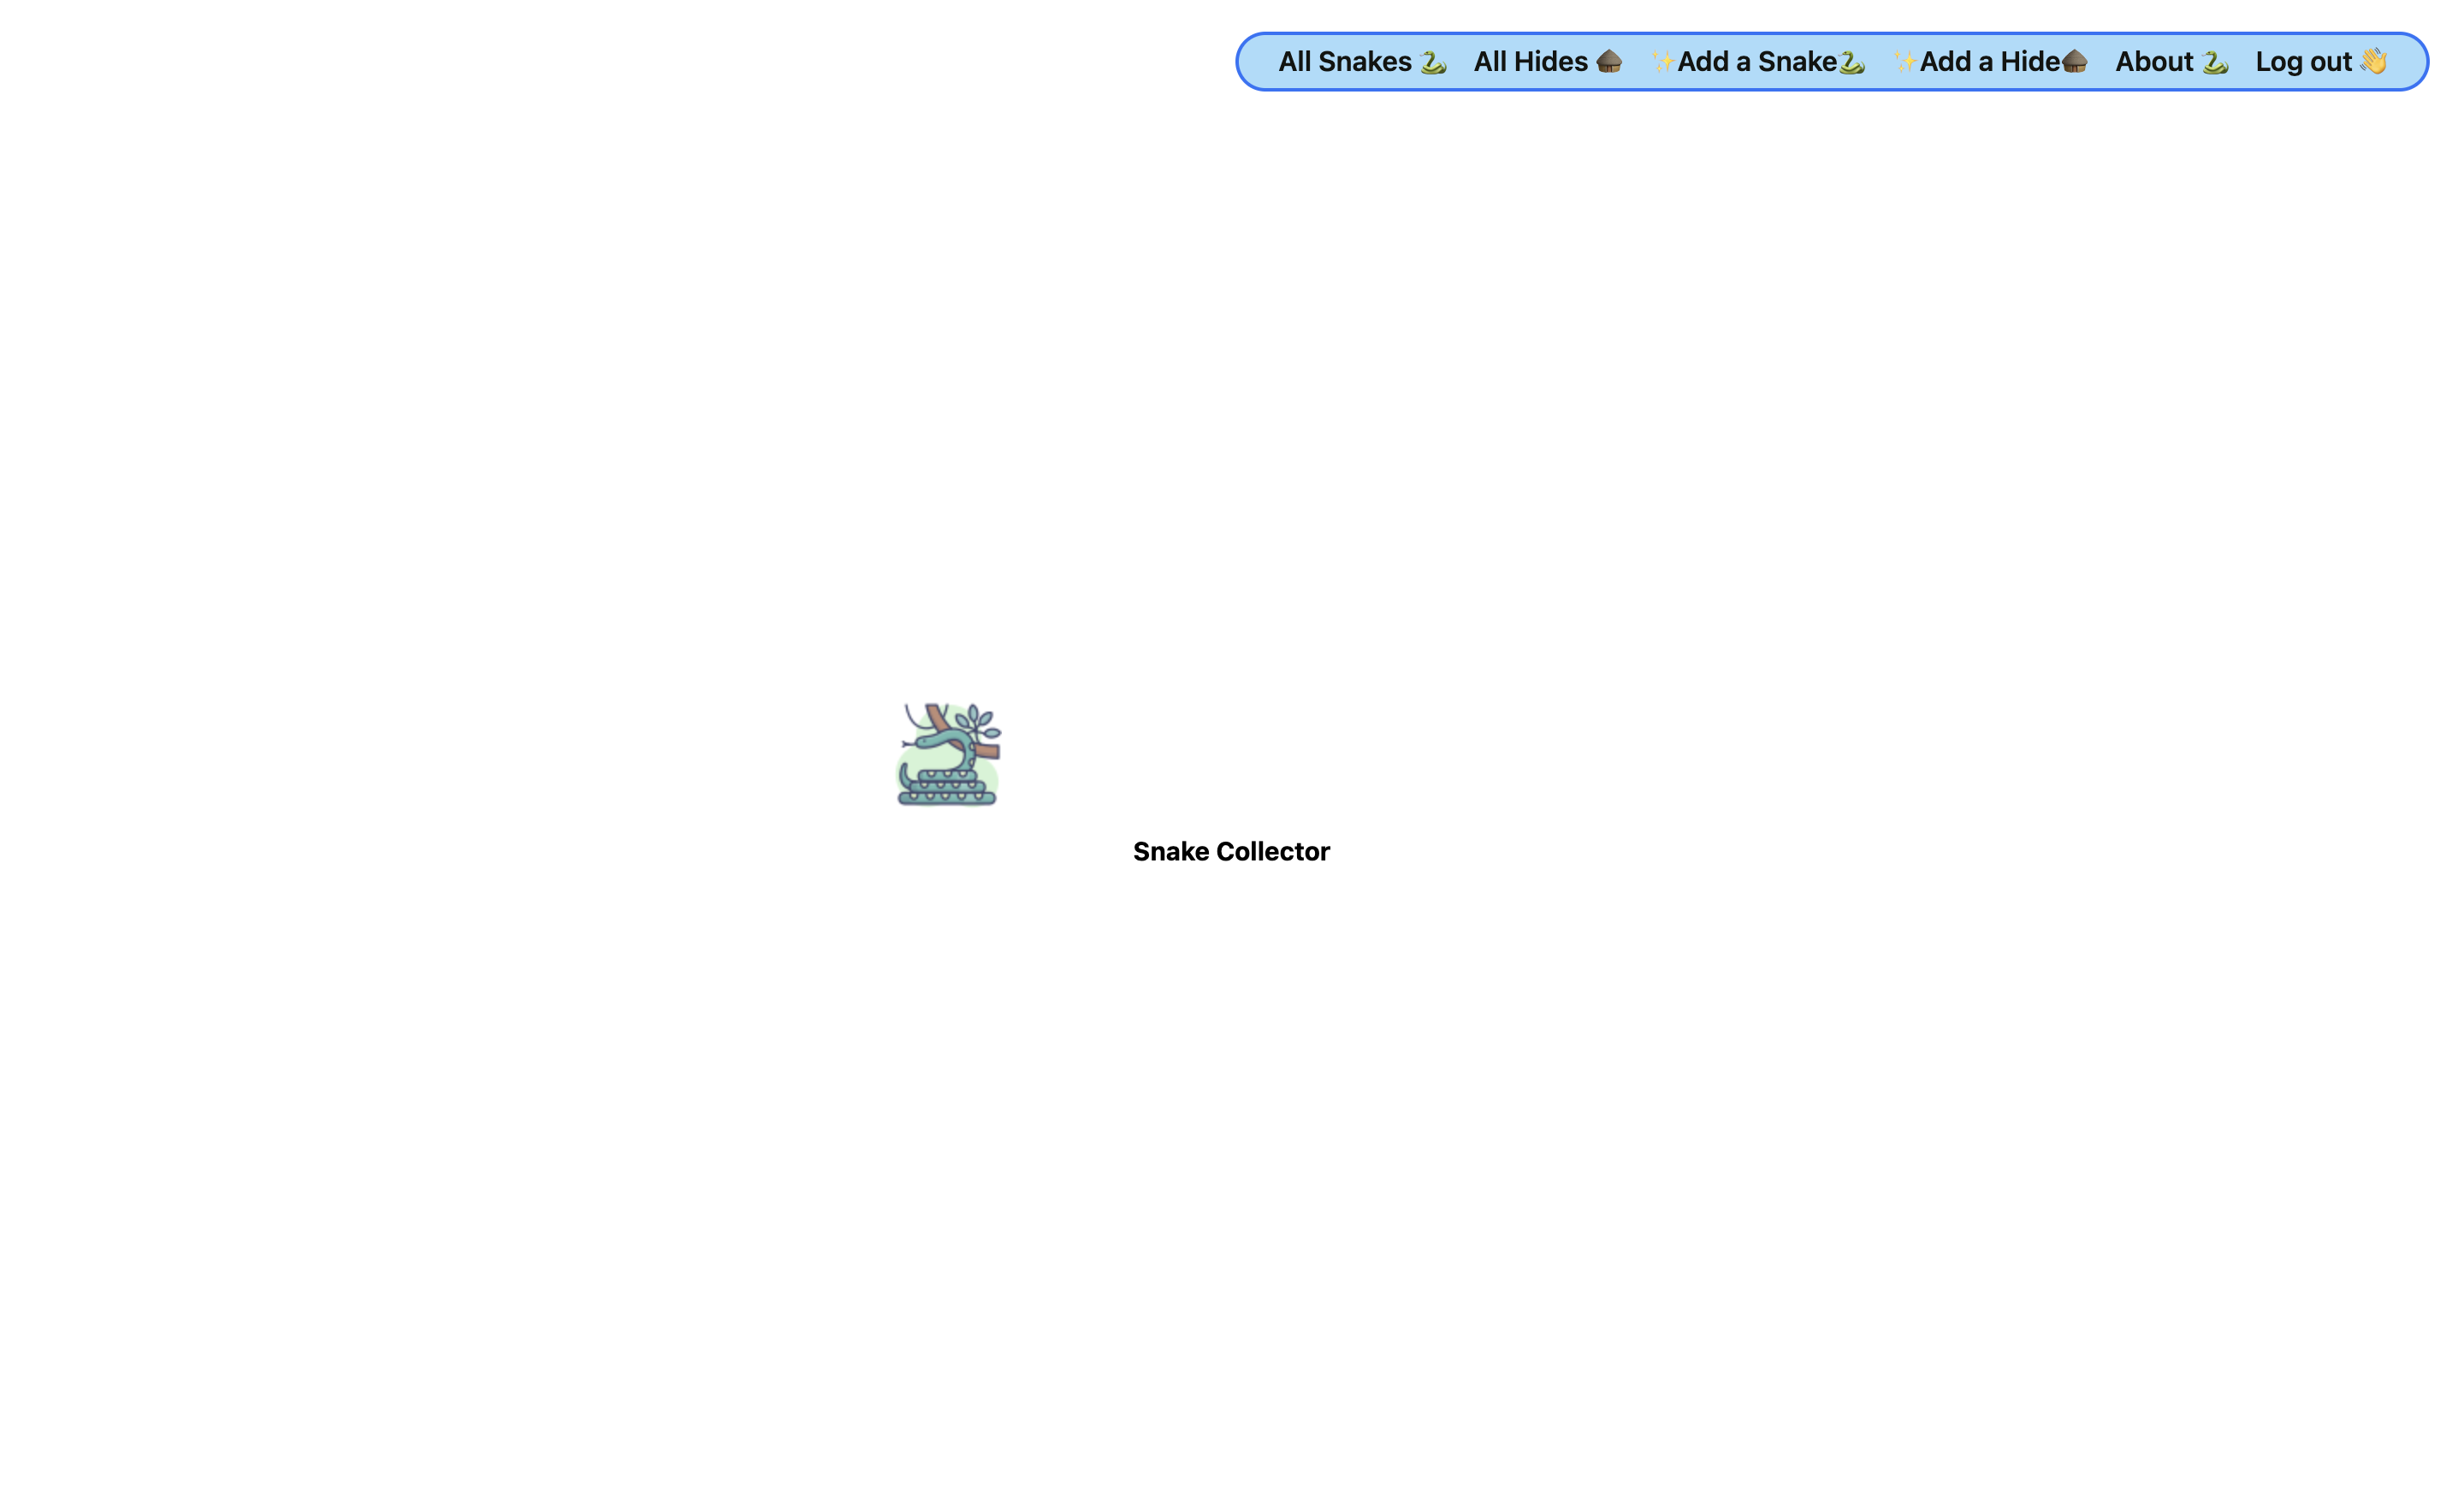 All Snakes 🐍 All Hides 🛖 ✨Add a Snake🐍 ✨Add a Hide🛖 About 🐍 Log out 👋
Snake Collector